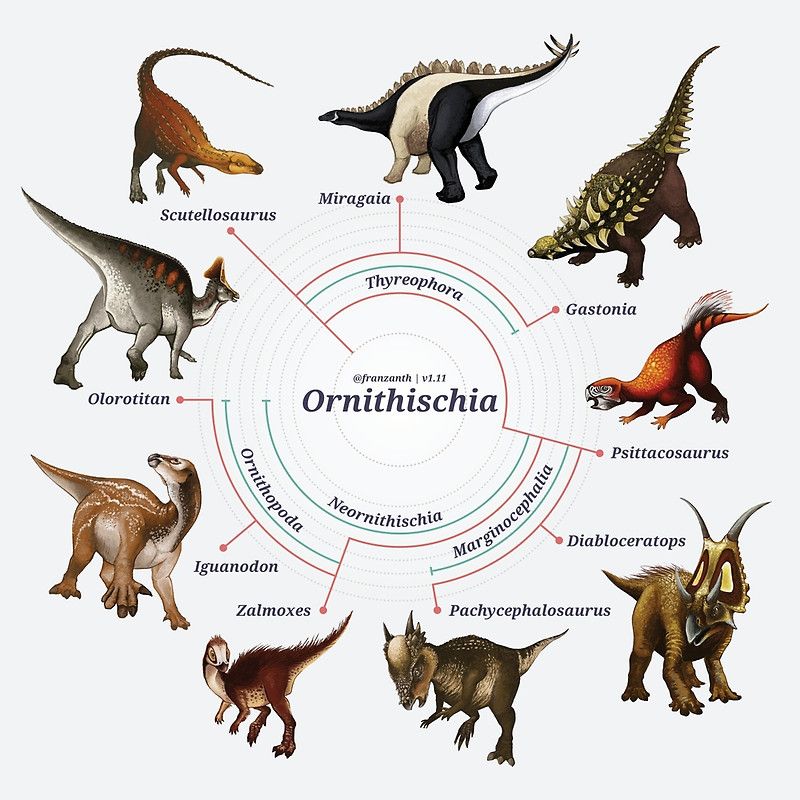 Miragaia
Scutellosaurus
Thyreophora
Gastonia
@franzanth | v1.11
Ornithischia
Olorotitan
Psittacosaurus
Ornithopoda
Neornithischia
Marginocephalia
Diabloceratops
Iguanodon
Zalmoxes
Pachycephalosaurus